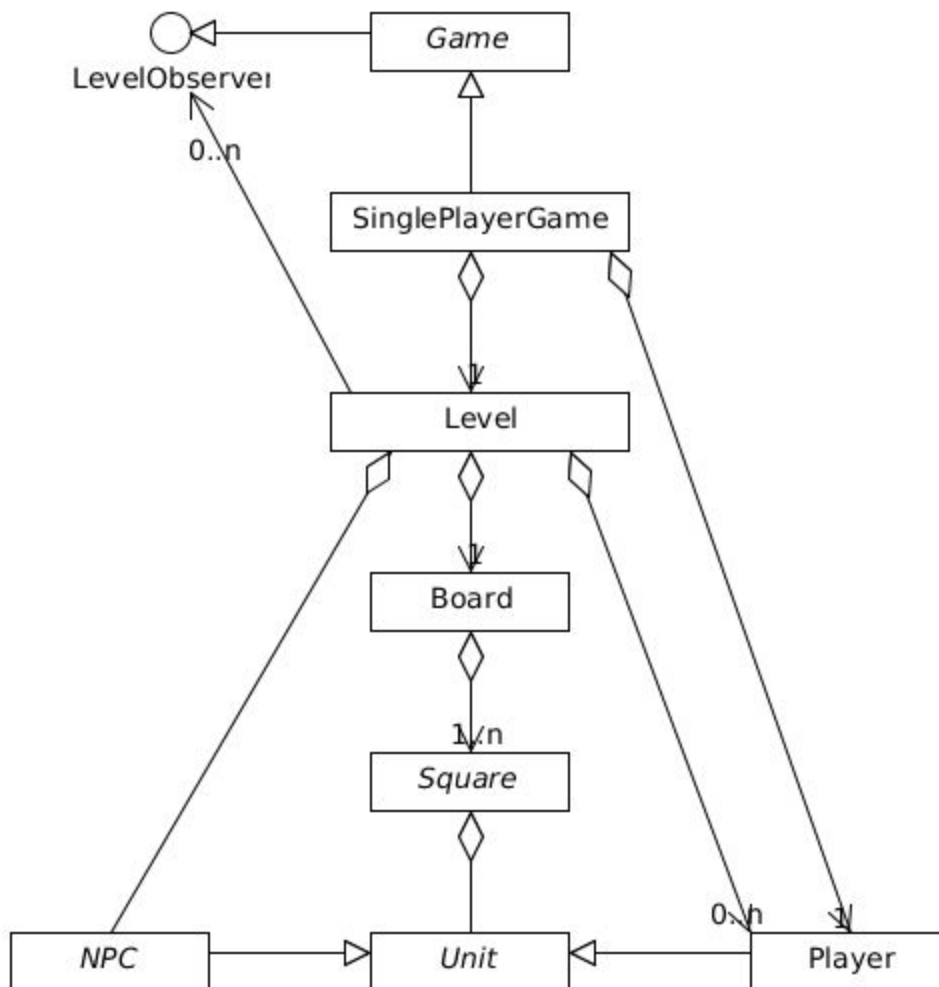 Game
LevelObserver
0..n
SinglePlayerGame
1
Level
1
Board
1..n
Square
0..n
1
NPC
Unit
Player